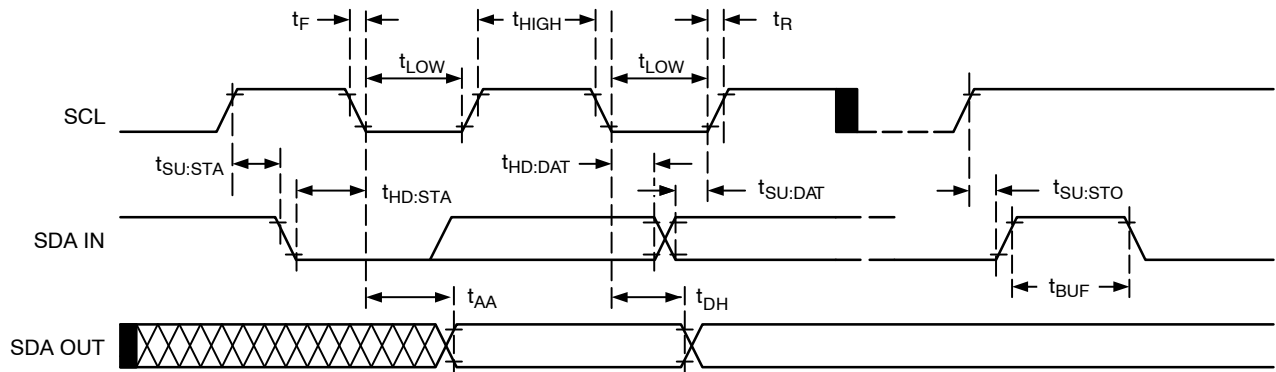 tF
tHIGH
tR
tLOW
tLOW
SCL
tSU:STA
tHD:STA
tHD:DAT
tSU:DAT
tSU:STO
SDA IN
tBUF
tAA
tDH
SDA OUT